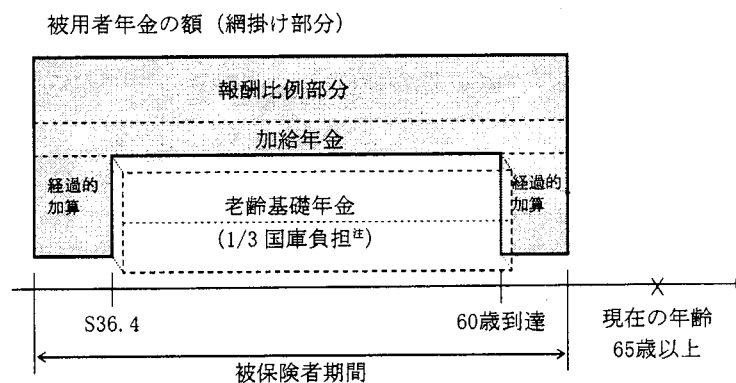 被用者年金の額（網掛け部分）
報酬比例部分
加給年金
経過的
加算
老齢基礎年金
(1/3 国庫負担注)
経過的
加算
S36.4
60歳到達
現在の年齢
65歳以上
被保険者期間